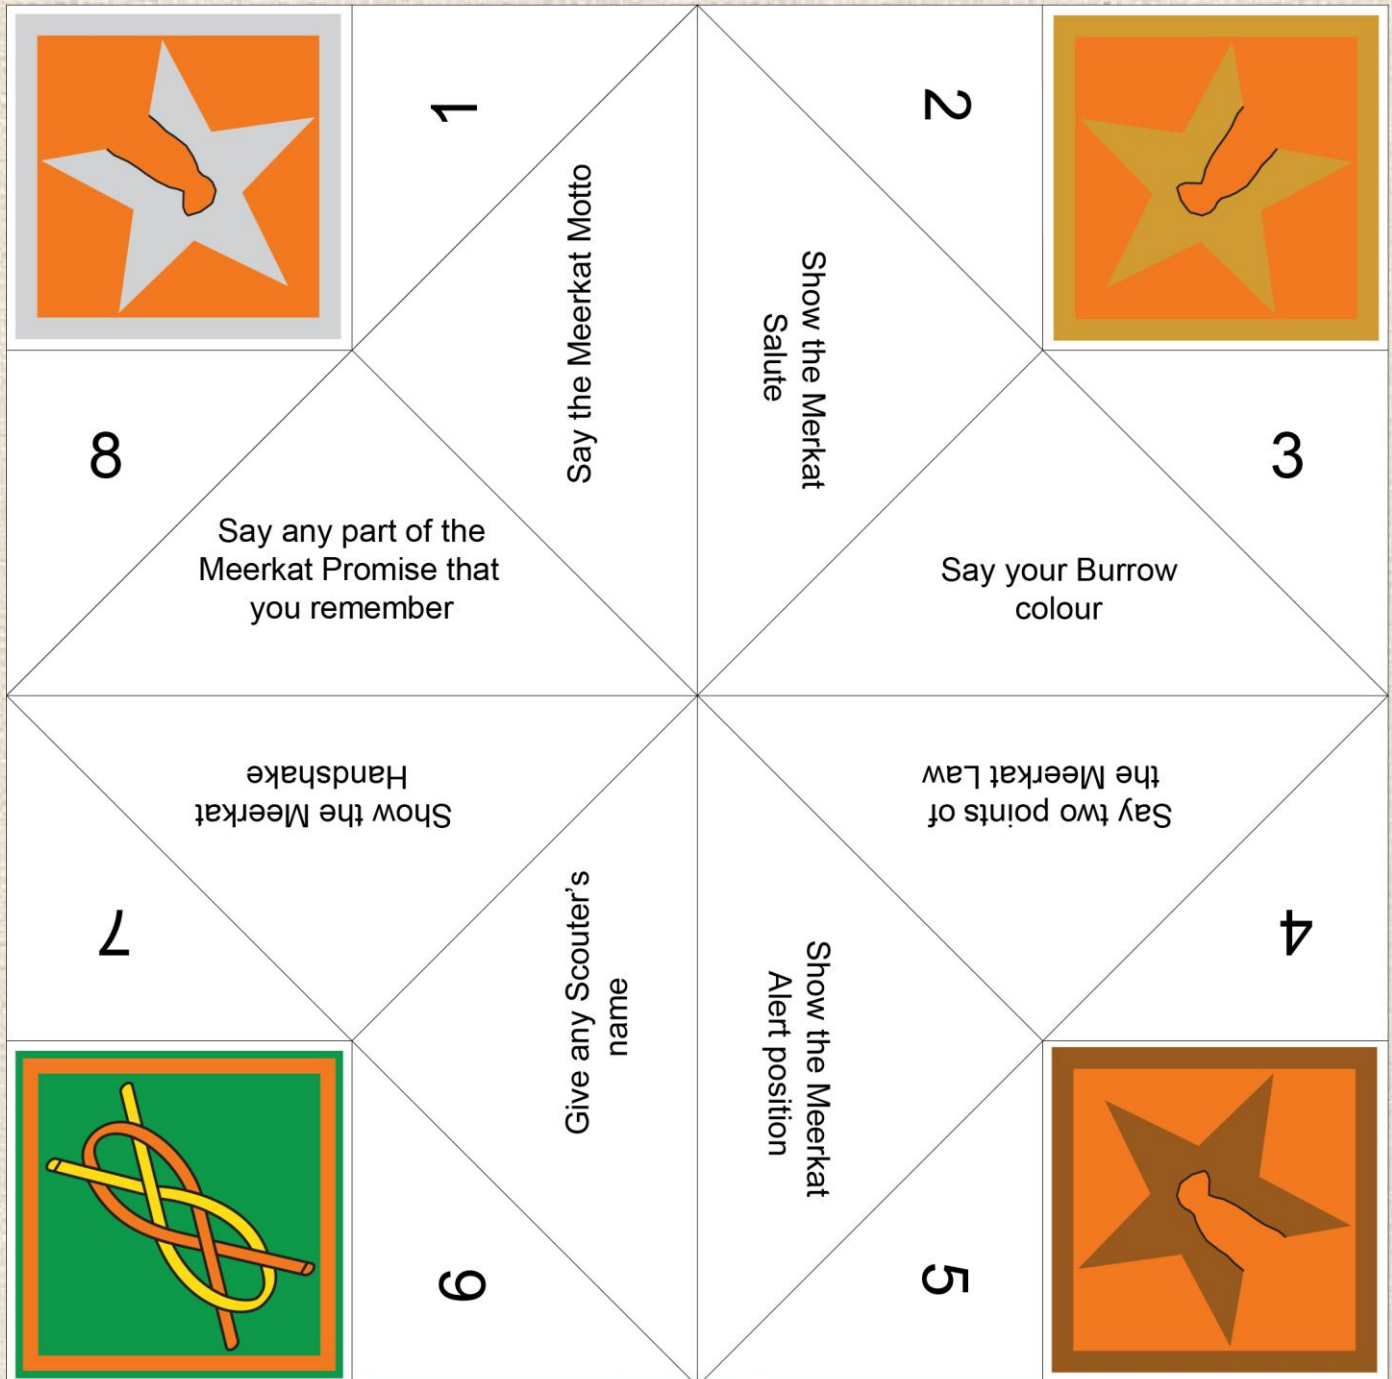 1
2
Say the Meerkat Motto
Show the Merkat
Salute
8
3
Say any part of the
Meerkat Promise that
you remember
Say your Burrow
colour
Show the Meerkat
Handshake
Say two points of
the Meerkat Law
7
4
Give any Scouter's
name
Show the Meerkat
Alert position
6
5